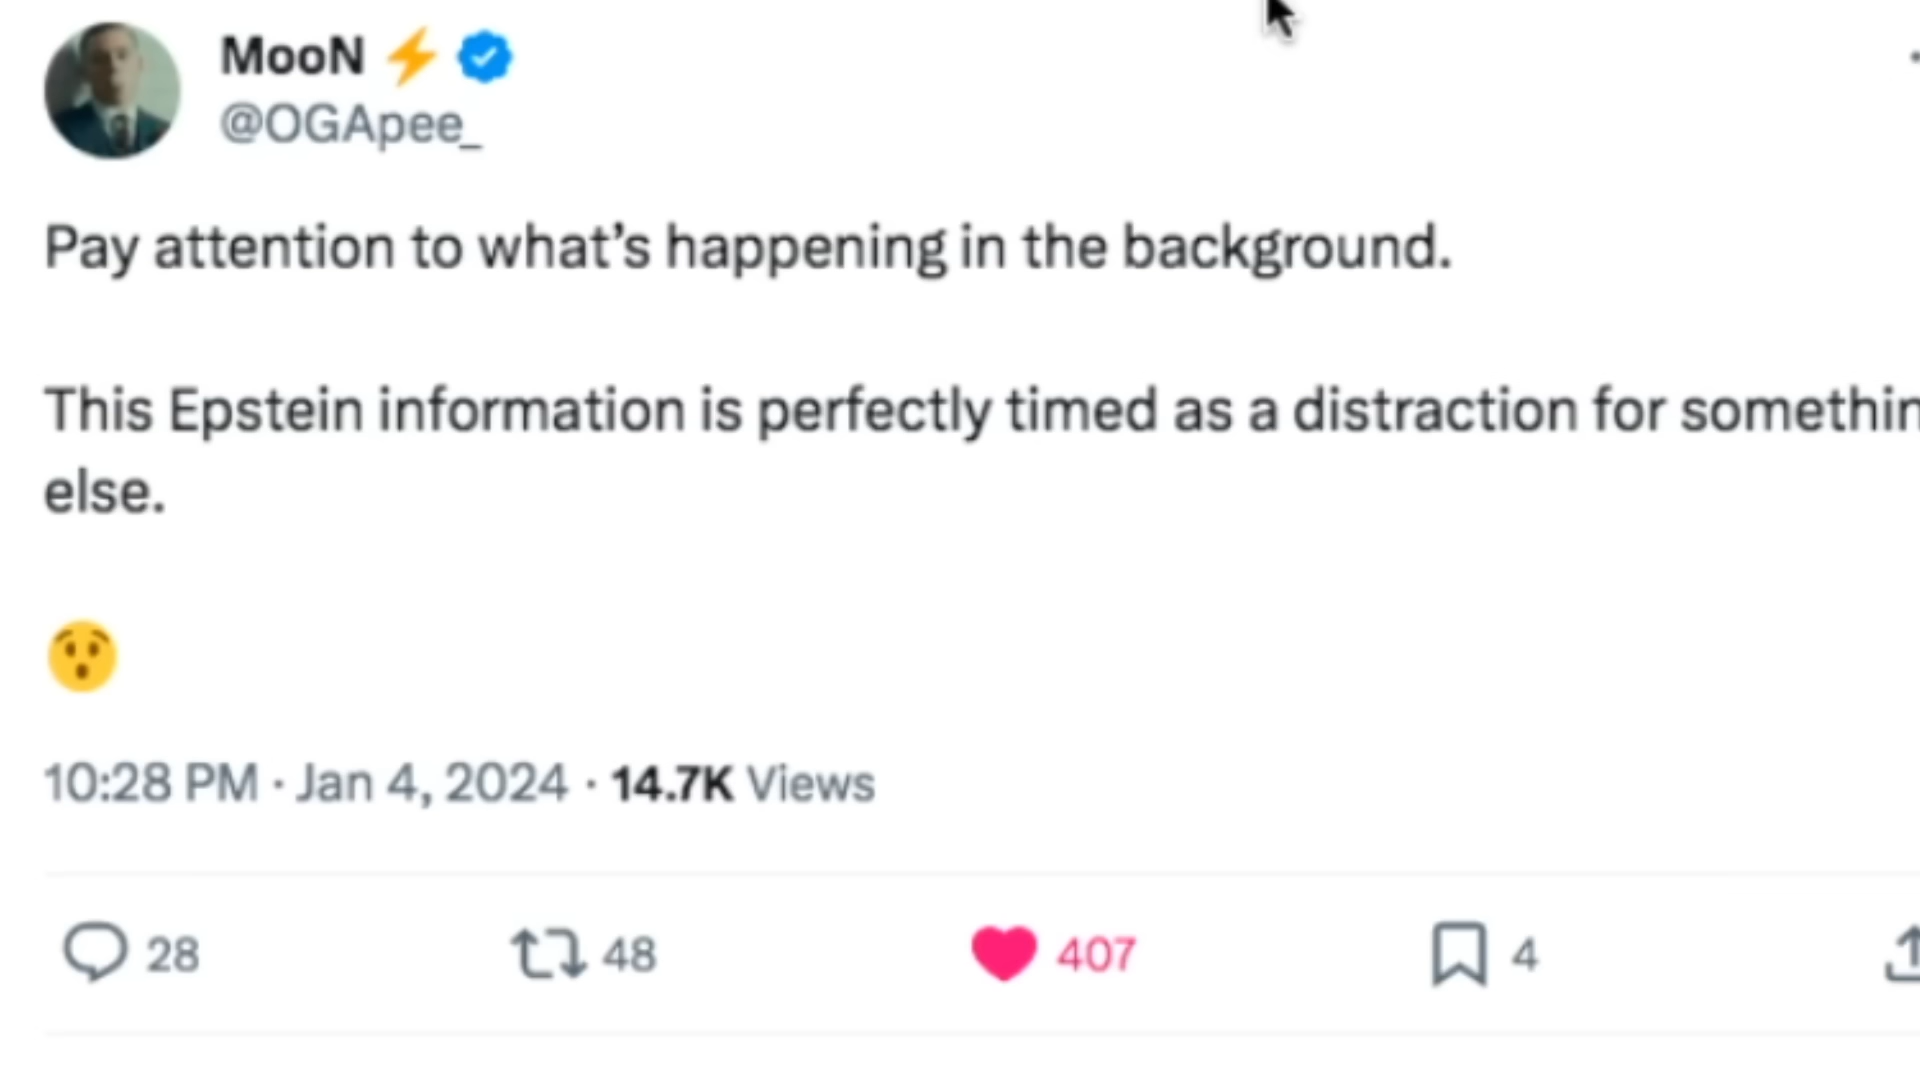 MooN ⚡
@OGApee_
Pay attention to what’s happening in the background.
This Epstein information is perfectly timed as a distraction for somethin
else.
😯
10:28 PM · Jan 4, 2024 · 14.7K Views
28 48 407 4